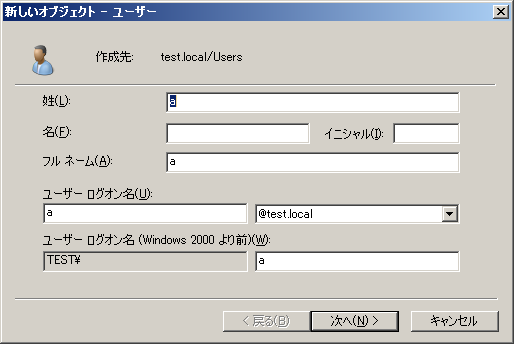 新しいオブジェクト - ユーザー
作成先: test.local/Users
姓(L): a
名(F): イニシャル(I):
フル ネーム(A): a
ユーザー ログオン名(U):
a @test.local
ユーザー ログオン名 (Windows 2000 より前)(W):
TEST¥ a
< 戻る(B) 次へ(N) > キャンセル